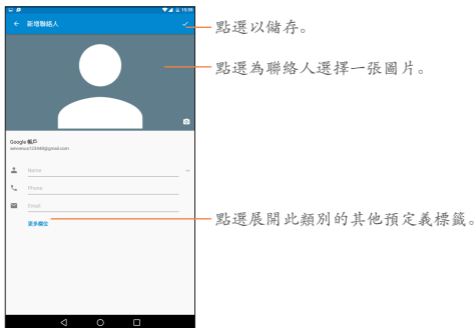 新增聯絡人
點選以儲存。
點選為聯絡人選擇一張圖片。
Google 帳戶
Name
Phone
Email
更多欄位
點選展開此類別的其他預定義標籤。